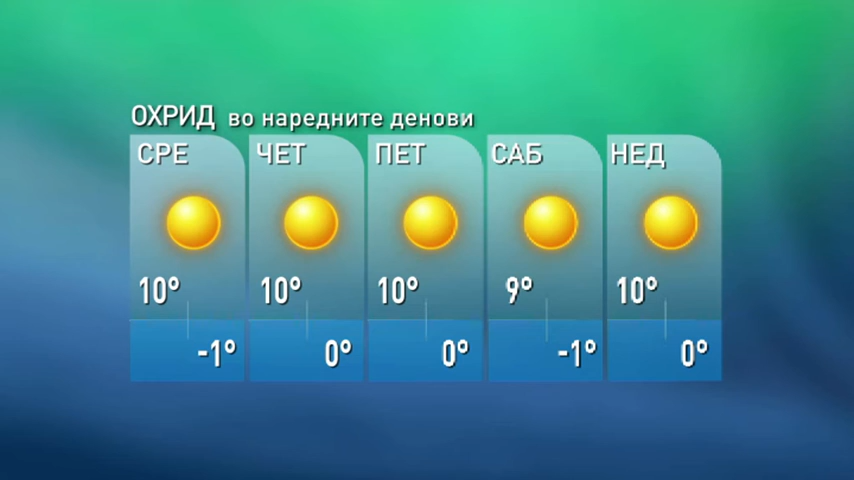 ОХРИД во наредните денови
СРЕ ЧЕТ ПЕТ САБ НЕД
10° 10° 10° 9° 10°
-1° 0° 0° -1° 0°